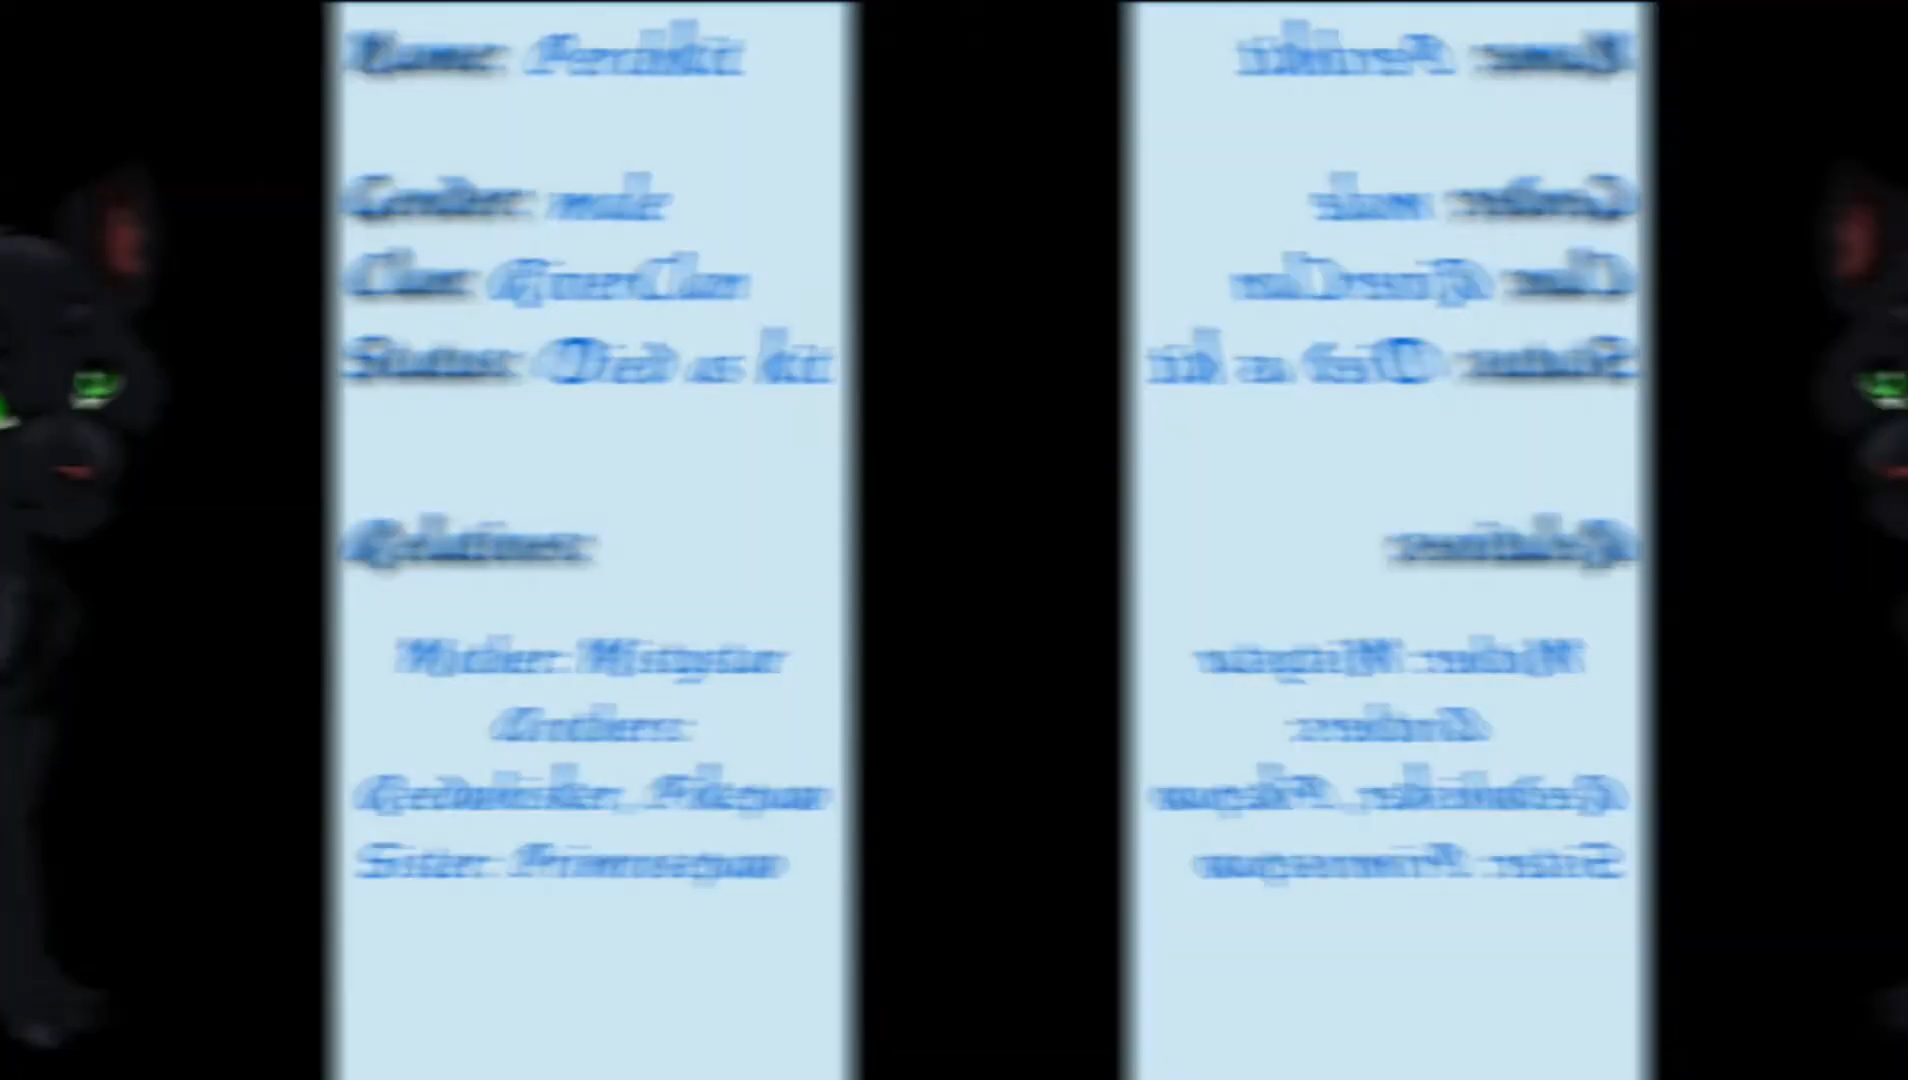 Name: Perchkit
Gender: male
Clan: RiverClan
Status: Died as kit
Relatives:
Mother: Mistystar
Brothers:
Reedwhisker, Pikepaw
Sister: Primrosepaw